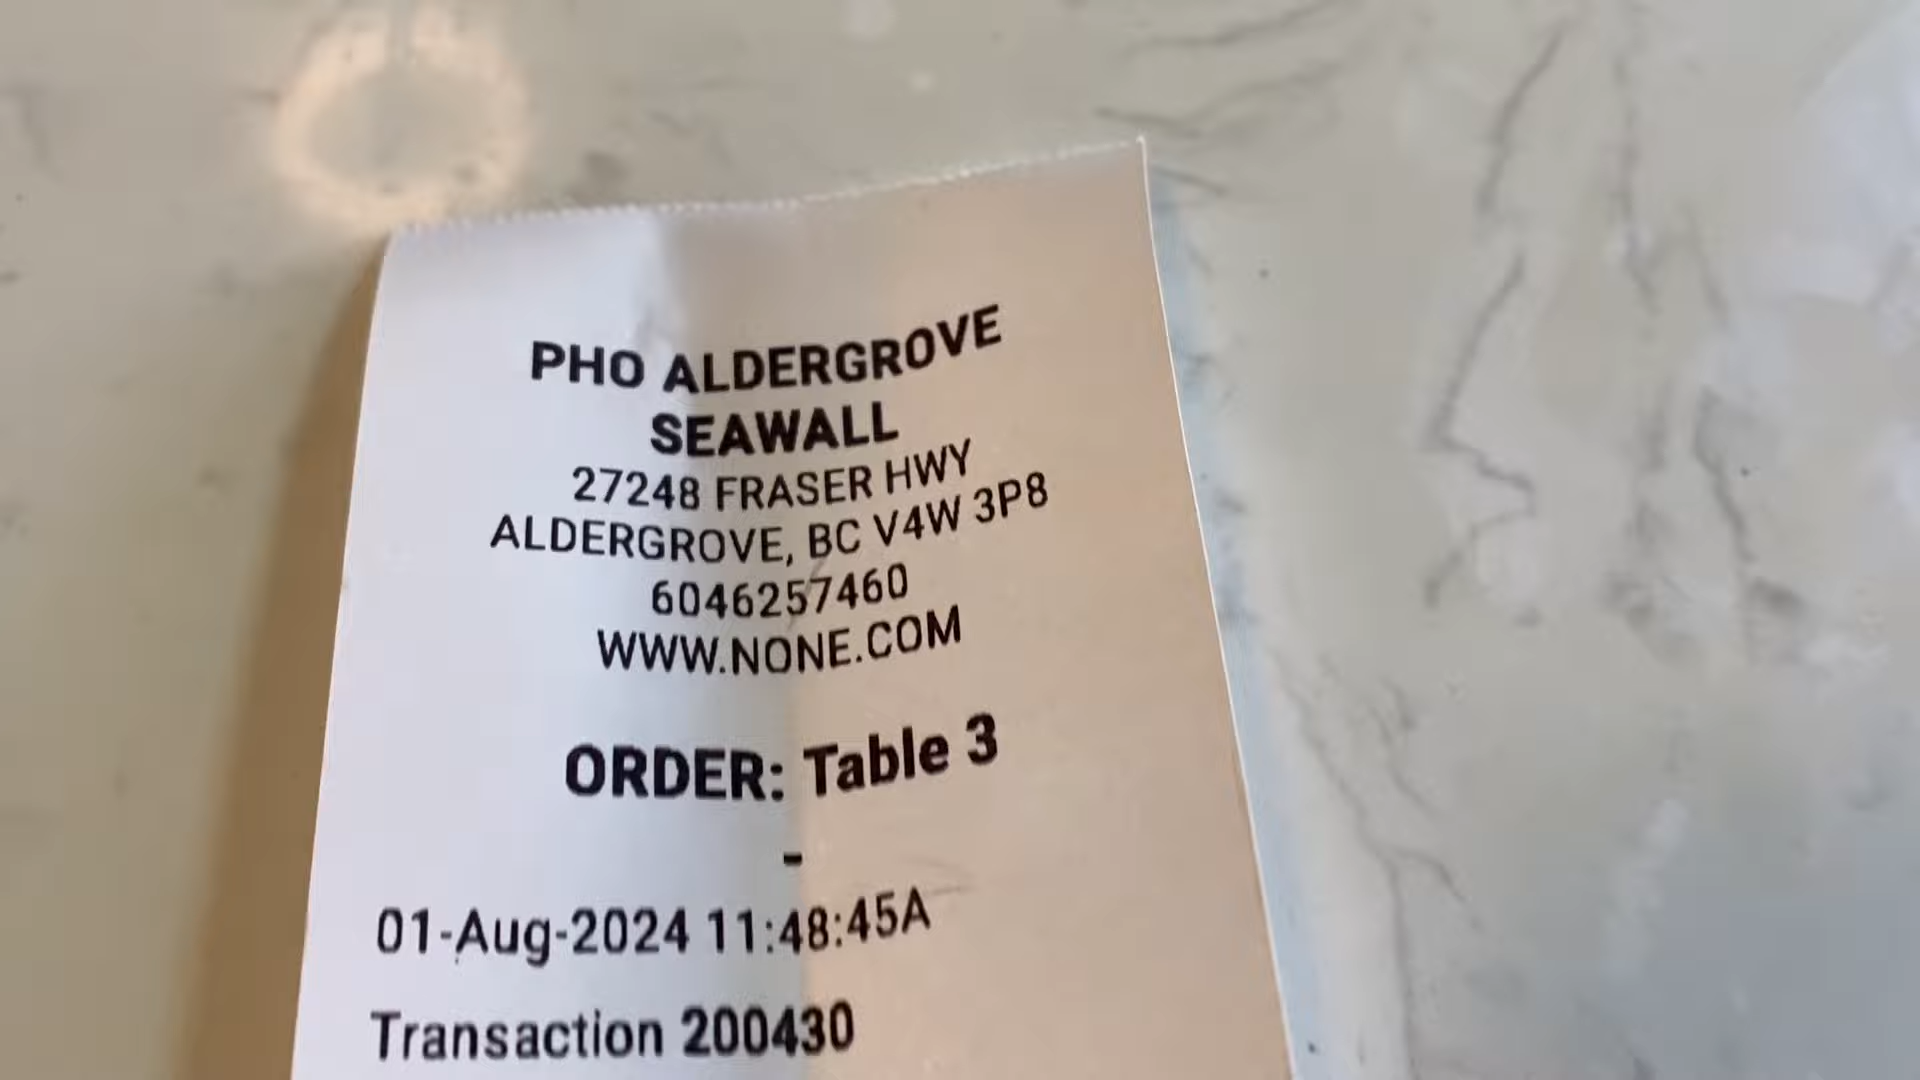 PHO ALDERGROVE
SEAWALL
27248 FRASER HWY
ALDERGROVE, BC V4W 3P8
6046257460
WWW.NONE.COM
ORDER: Table 3
-
01-Aug-2024 11:48:45A
Transaction 200430